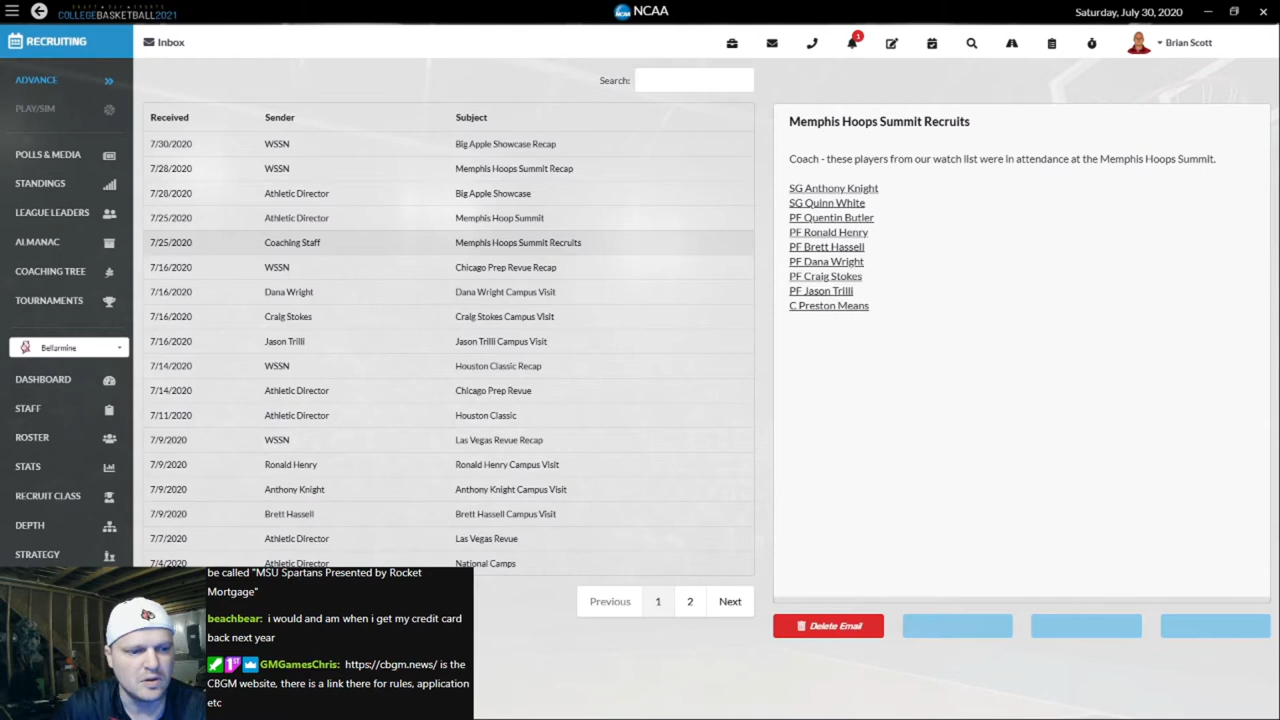 DRAFT DAY SPORTS
COLLEGEBASKETBALL2021
NCAA
Saturday, July 30, 2020
RECRUITING
Inbox
1
Brian Scott
ADVANCE
PLAY/SIM
POLLS & MEDIA
STANDINGS
LEAGUE LEADERS
ALMANAC
COACHING TREE
TOURNAMENTS
Bellarmine
DASHBOARD
STAFF
ROSTER
STATS
RECRUIT CLASS
DEPTH
STRATEGY
Search:
Received Sender Subject
7/30/2020 WSSN Big Apple Showcase Recap
7/28/2020 WSSN Memphis Hoops Summit Recap
7/28/2020 Athletic Director Big Apple Showcase
7/25/2020 Athletic Director Memphis Hoop Summit
7/25/2020 Coaching Staff Memphis Hoops Summit Recruits
7/16/2020 WSSN Chicago Prep Revue Recap
7/16/2020 Dana Wright Dana Wright Campus Visit
7/16/2020 Craig Stokes Craig Stokes Campus Visit
7/16/2020 Jason Trilli Jason Trilli Campus Visit
7/14/2020 WSSN Houston Classic Recap
7/14/2020 Athletic Director Chicago Prep Revue
7/11/2020 Athletic Director Houston Classic
7/9/2020 WSSN Las Vegas Revue Recap
7/9/2020 Ronald Henry Ronald Henry Campus Visit
7/9/2020 Anthony Knight Anthony Knight Campus Visit
7/9/2020 Brett Hassell Brett Hassell Campus Visit
7/7/2020 Athletic Director Las Vegas Revue
7/4/2020 Athletic Director National Camps
Previous 1 2 Next
Memphis Hoops Summit Recruits
Coach - these players from our watch list were in attendance at the Memphis Hoops Summit.
SG Anthony Knight
SG Quinn White
PF Quentin Butler
PF Ronald Henry
PF Brett Hassell
PF Dana Wright
PF Craig Stokes
PF Jason Trilli
C Preston Means
Delete Email
be called "MSU Spartans Presented by Rocket
Mortgage"
beachbear: i would and am when i get my credit card
back next year
1st GMGamesChris: https://cbgm.news/ is the
CBGM website, there is a link there for rules, application
etc